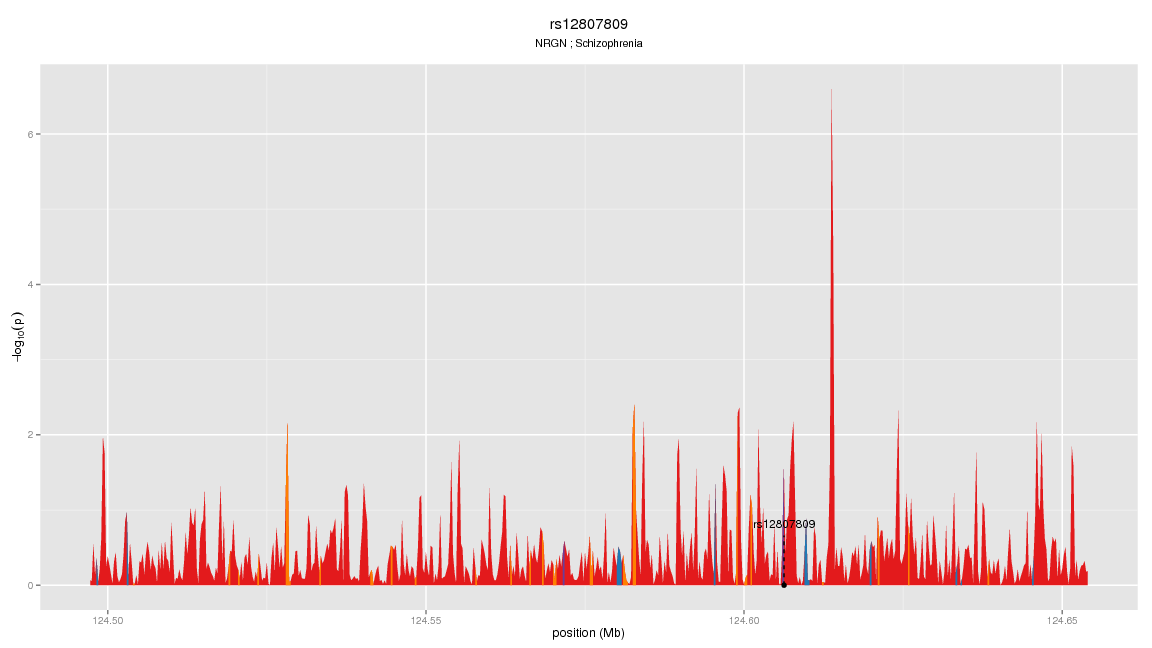 rs12807809
NRGN ; Schizophrenia
6
4
2
0
−log10(p)
rs12807809
124.50
124.55
124.60
124.65
position (Mb)